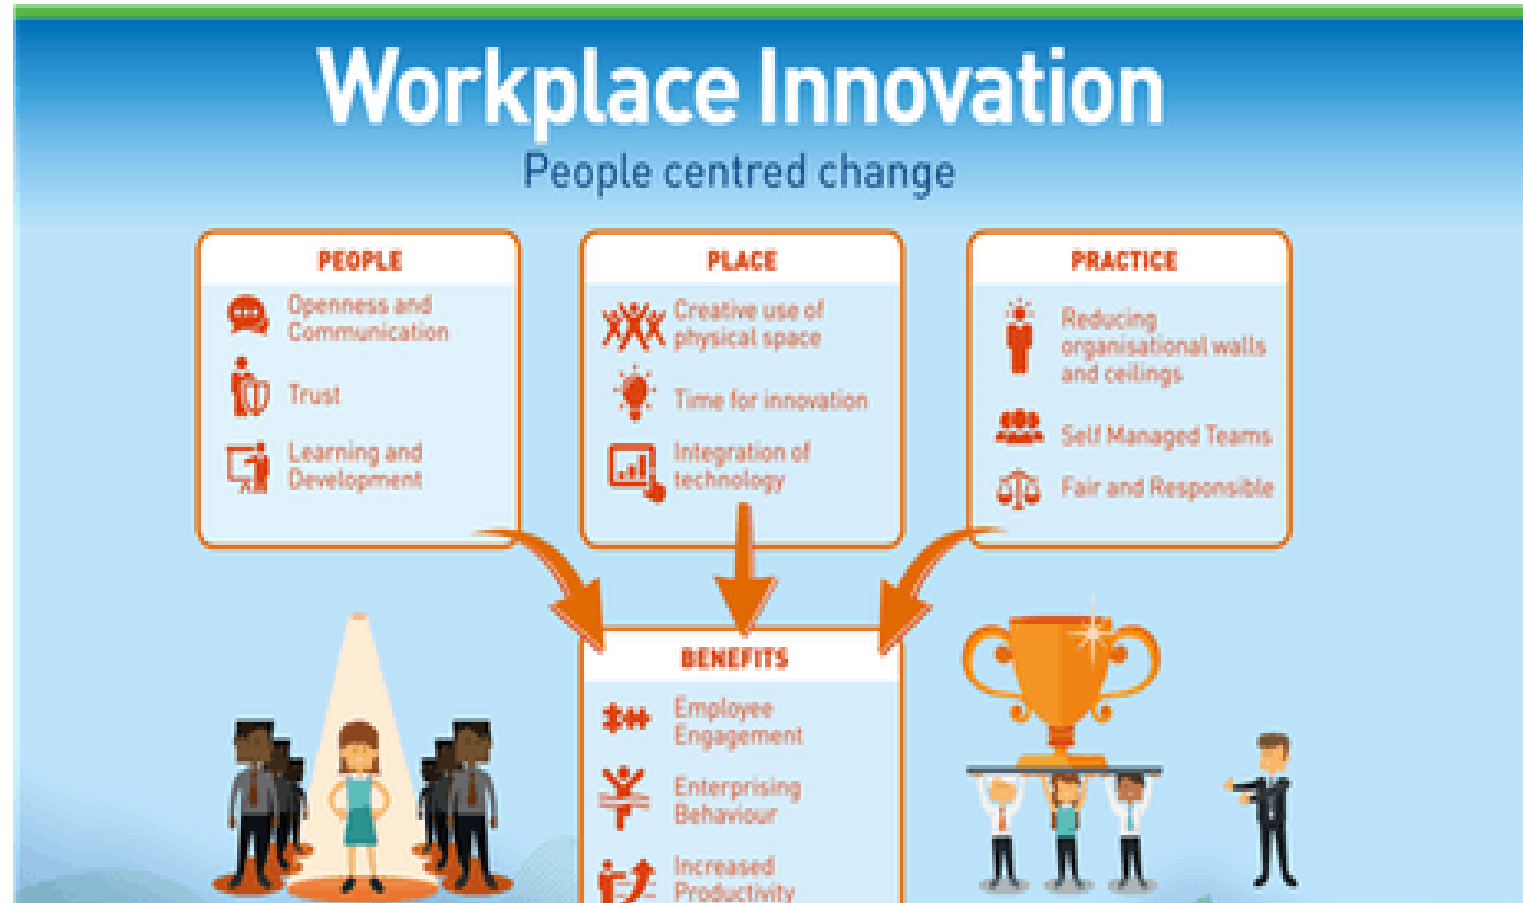 Workplace Innovation
People centred change
PEOPLE
Openness and
Communication
Trust
Learning and
Development
PLACE
Creative use of
physical space
Time for innovation
Integration of
technology
PRACTICE
Reducing
organisational walls
and ceilings
Self Managed Teams
Fair and Responsible
BENEFITS
Employee
Engagement
Enterprising
Behaviour
Increased
Productivity